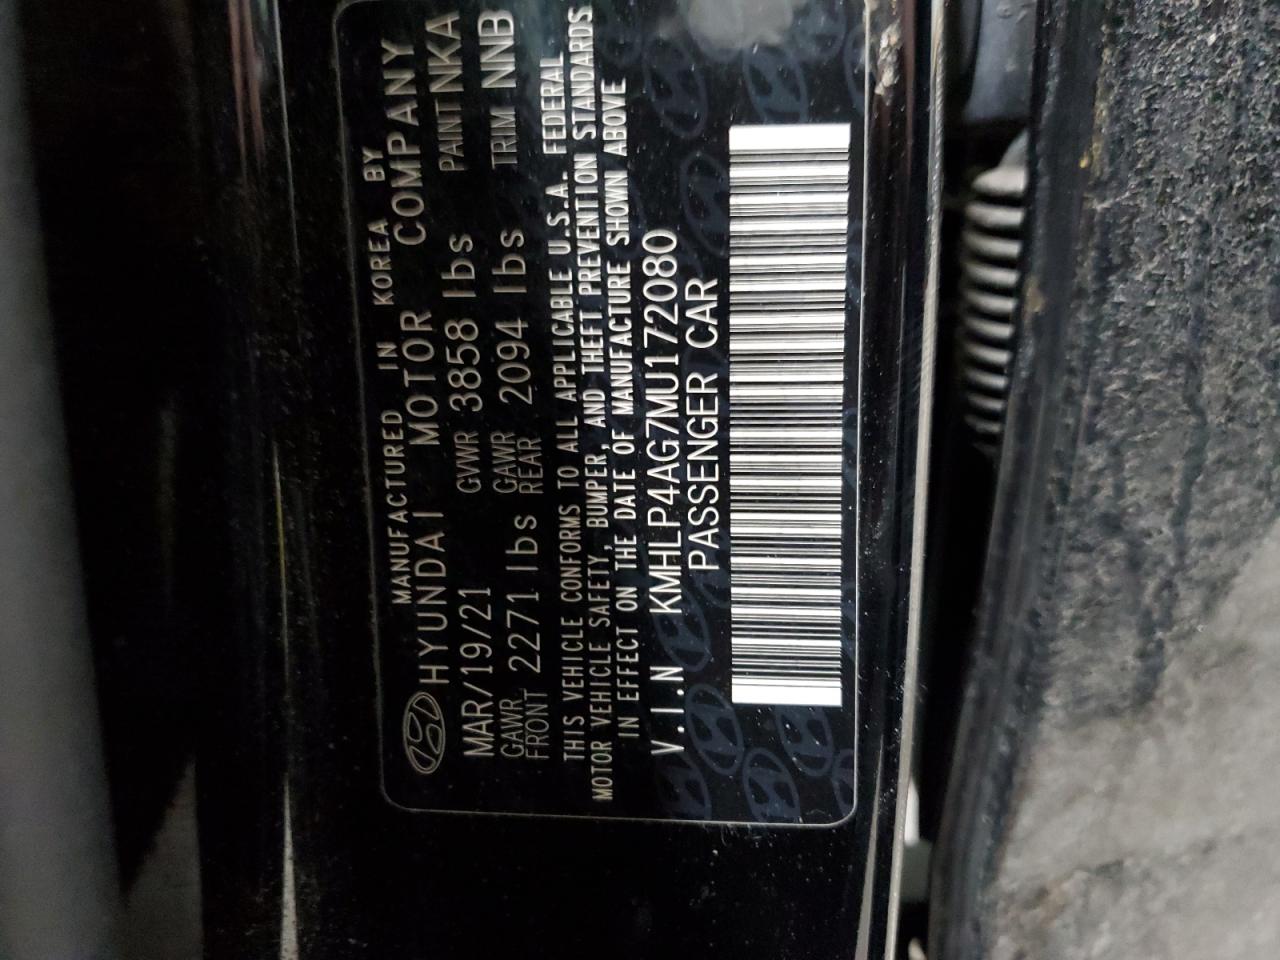 MANUFACTURED IN KOREA BY
HYUNDAI MOTOR COMPANY
MAR/19/21 GVWR 3858 lbs PAINT NKA
GAWR FRONT 2271 lbs GAWR REAR 2094 lbs TRIM NNB
THIS VEHICLE CONFORMS TO ALL APPLICABLE U.S.A. FEDERAL
MOTOR VEHICLE SAFETY, BUMPER, AND THEFT PREVENTION STANDARDS
IN EFFECT ON THE DATE OF MANUFACTURE SHOWN ABOVE
V.I.N KMHLP4AG7MU172080
PASSENGER CAR